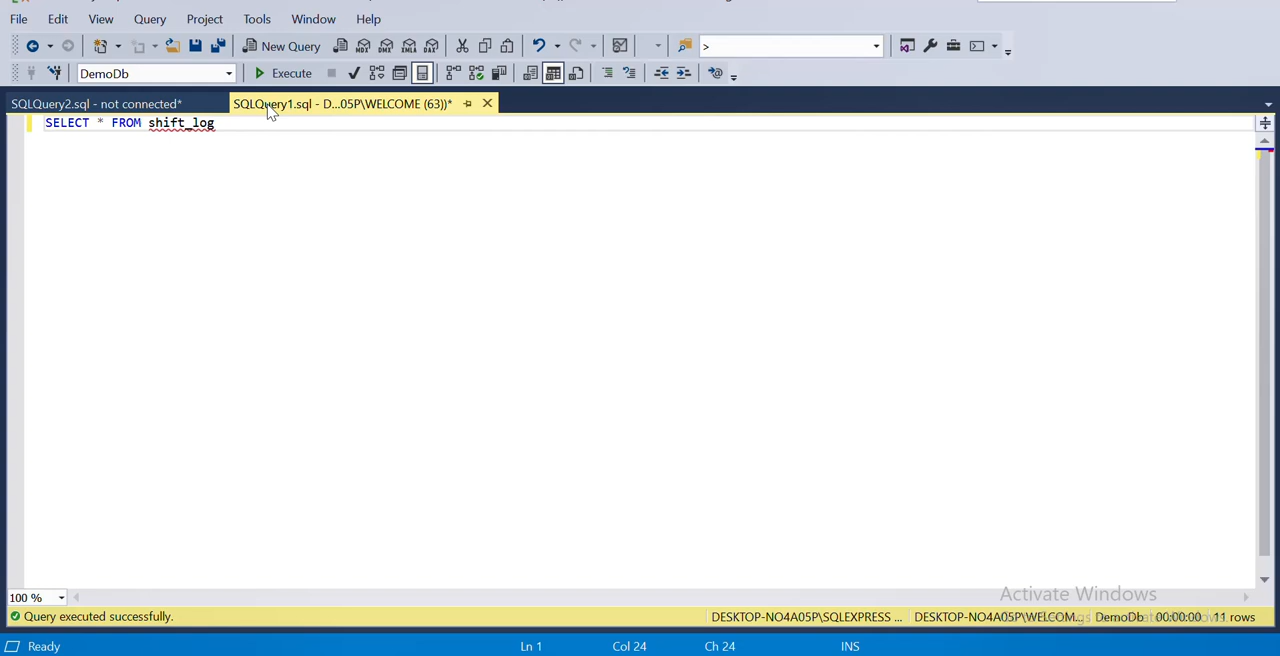 File Edit View Query Project Tools Window Help
New Query >
DemoDb Execute
SQLQuery2.sql - not connected* SQLQuery1.sql - D...05P\WELCOME (63))*
SELECT * FROM shift_log
100 %
Activate Windows
Query executed successfully. DESKTOP-NO4A05P\SQLEXPRESS ... DESKTOP-NO4A05P\WELCOM... DemoDb 00:00:00 11 rows
Ready Ln 1 Col 24 Ch 24 INS